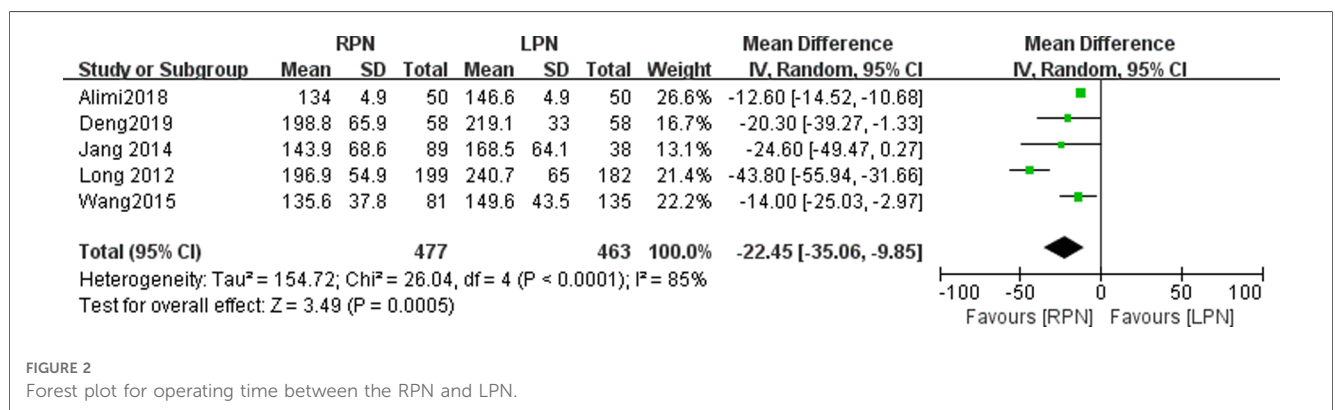 RPN LPN Mean Difference Mean Difference
Study or Subgroup Mean SD Total Mean SD Total Weight IV, Random, 95% CI IV, Random, 95% CI
Alimi2018 134 4.9 50 146.6 4.9 50 26.6% -12.60 [-14.52, -10.68]
Deng2019 198.8 65.9 58 219.1 33 58 16.7% -20.30 [-39.27, -1.33]
Jang 2014 143.9 68.6 89 168.5 64.1 38 13.1% -24.60 [-49.47, 0.27]
Long 2012 196.9 54.9 199 240.7 65 182 21.4% -43.80 [-55.94, -31.66]
Wang2015 135.6 37.8 81 149.6 43.5 135 22.2% -14.00 [-25.03, -2.97]
Total (95% CI) 477 463 100.0% -22.45 [-35.06, -9.85]
Heterogeneity: Tau² = 154.72; Chi² = 26.04, df = 4 (P < 0.0001); I² = 85%
Test for overall effect: Z = 3.49 (P = 0.0005)
-100 -50 0 50 100
Favours [RPN] Favours [LPN]
FIGURE 2
Forest plot for operating time between the RPN and LPN.